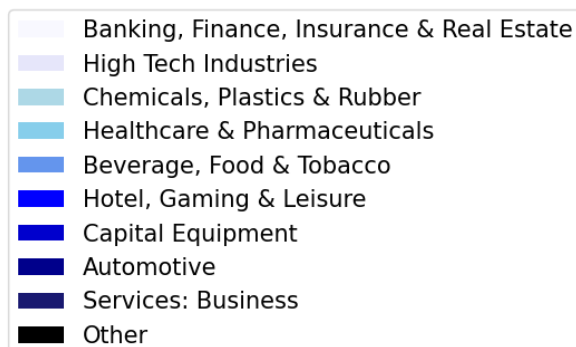 Banking, Finance, Insurance & Real Estate
High Tech Industries
Chemicals, Plastics & Rubber
Healthcare & Pharmaceuticals
Beverage, Food & Tobacco
Hotel, Gaming & Leisure
Capital Equipment
Automotive
Services: Business
Other